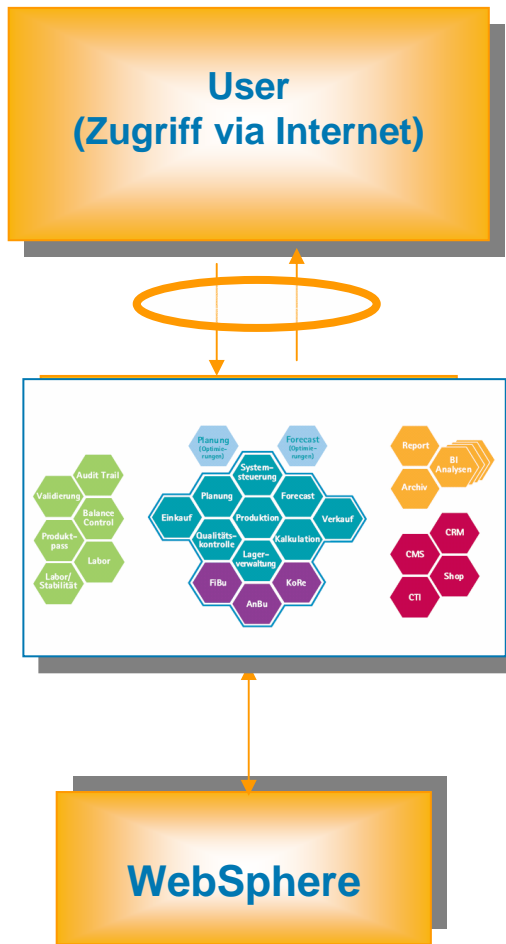 User
(Zugriff via Internet)
Audit Trail
Validierung
Balance
Control
Produkt-
pass
Labor
Labor/
Stabilität
Planung
(Optimie-
rungen)
Forecast
(Optimie-
rungen)
System-
steuerung
Planung
Forecast
Einkauf
Produktion
Verkauf
Qualitäts-
kontrolle
Kalkulation
Lager-
verwaltung
FiBu
KoRe
AnBu
Report
BI
Analysen
Archiv
CRM
CMS
Shop
CTI
WebSphere